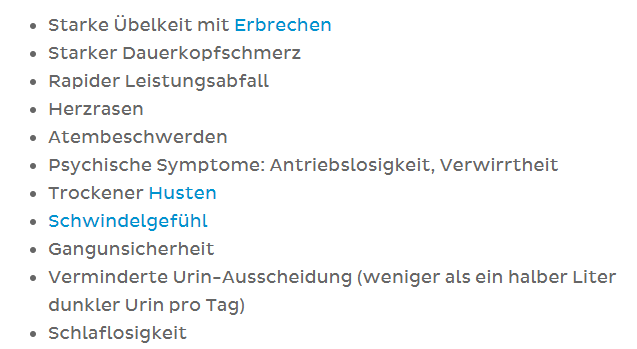 • Starke Übelkeit mit Erbrechen
• Starker Dauerkopfschmerz
• Rapider Leistungsabfall
• Herzrasen
• Atembeschwerden
• Psychische Symptome: Antriebslosigkeit, Verwirrtheit
• Trockener Husten
• Schwindelgefühl
• Gangunsicherheit
• Verminderte Urin-Ausscheidung (weniger als ein halber Liter
dunkler Urin pro Tag)
• Schlaflosigkeit